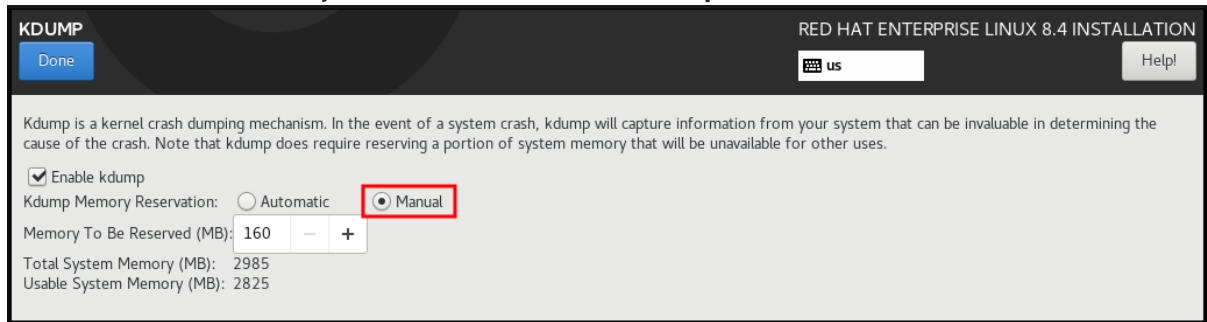 KDUMP
RED HAT ENTERPRISE LINUX 8.4 INSTALLATION
Done
us
Help!
Kdump is a kernel crash dumping mechanism. In the event of a system crash, kdump will capture information from your system that can be invaluable in determining the
cause of the crash. Note that kdump does require reserving a portion of system memory that will be unavailable for other uses.
Enable kdump
Kdump Memory Reservation: Automatic Manual
Memory To Be Reserved (MB): 160 − +
Total System Memory (MB): 2985
Usable System Memory (MB): 2825